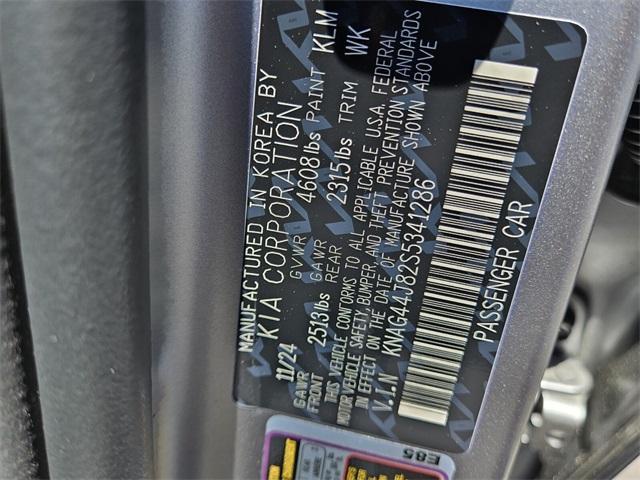 MANUFACTURED IN KOREA BY
KIA CORPORATION
11/24 GVWR 4608lbs PAINT KLM
GAWR FRONT 2513lbs GAWR REAR 2315lbs TRIM WK
THIS VEHICLE CONFORMS TO ALL APPLICABLE U.S.A. FEDERAL
MOTOR VEHICLE SAFETY, BUMPER, AND THEFT PREVENTION STANDARDS
IN EFFECT ON THE DATE OF MANUFACTURE SHOWN ABOVE
V.I.N KNAG44J82S5341286
PASSENGER CAR
E85